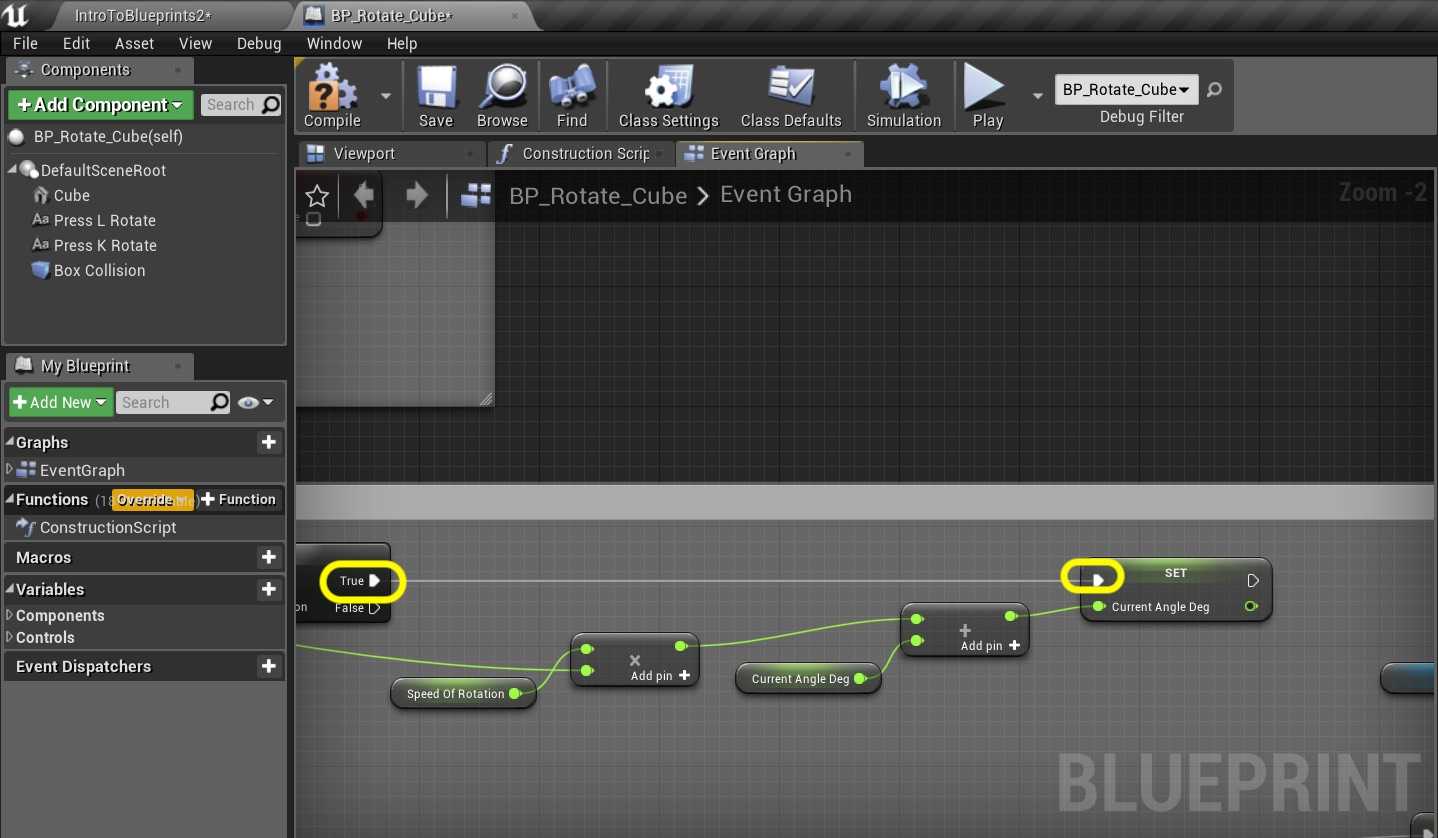 IntroToBlueprints2*
BP_Rotate_Cube*
File Edit Asset View Debug Window Help
Components
+Add Component
Search
BP_Rotate_Cube(self)
DefaultSceneRoot
Cube
Aa Press L Rotate
Aa Press K Rotate
Box Collision
Compile
Save
Browse
Find
Class Settings
Class Defaults
Simulation
Play
BP_Rotate_Cube
Debug Filter
Viewport
Construction Scrip
Event Graph
BP_Rotate_Cube > Event Graph
Zoom -2
My Blueprint
+ Add New
Search
Graphs
EventGraph
Functions
Override
+ Function
ConstructionScript
Macros
Variables
Components
Controls
Event Dispatchers
True
on
False
Speed Of Rotation
×
Add pin +
Current Angle Deg
+
Add pin +
SET
Current Angle Deg
BLUEPRINT